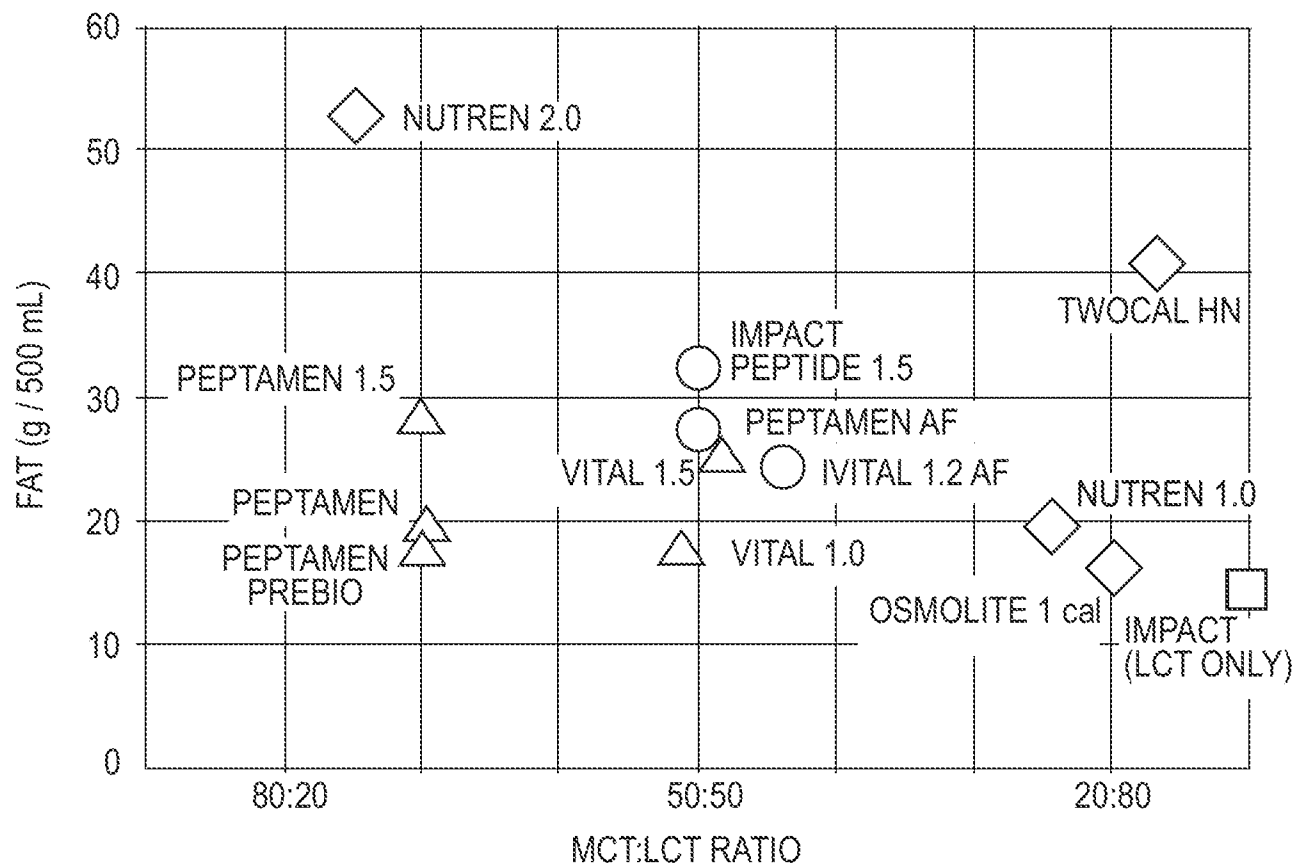 60
50
40
30
20
10
0
FAT (g / 500 mL)
NUTREN 2.0
TWOCAL HN
IMPACT
PEPTIDE 1.5
PEPTAMEN 1.5
PEPTAMEN AF
VITAL 1.5
IVITAL 1.2 AF
PEPTAMEN
NUTREN 1.0
PEPTAMEN
PREBIO
VITAL 1.0
OSMOLITE 1 cal
IMPACT
(LCT ONLY)
80:20
50:50
20:80
MCT:LCT RATIO